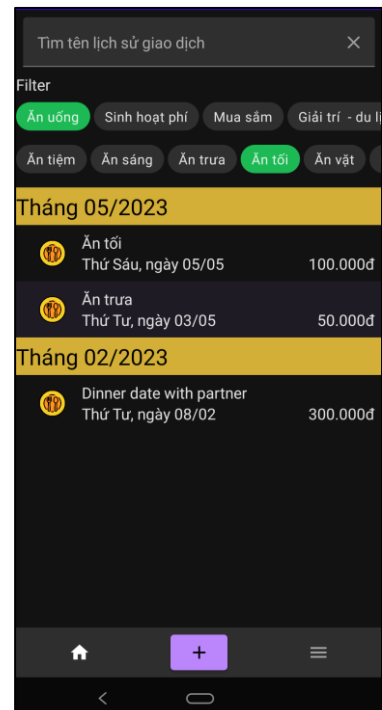 Tìm tên lịch sử giao dịch
Filter
Ăn uống Sinh hoạt phí Mua sắm Giải trí - du lị
Ăn tiệm Ăn sáng Ăn trưa Ăn tối Ăn vặt
Tháng 05/2023
Ăn tối
Thứ Sáu, ngày 05/05 100.000đ
Ăn trưa
Thứ Tư, ngày 03/05 50.000đ
Tháng 02/2023
Dinner date with partner
Thứ Tư, ngày 08/02 300.000đ